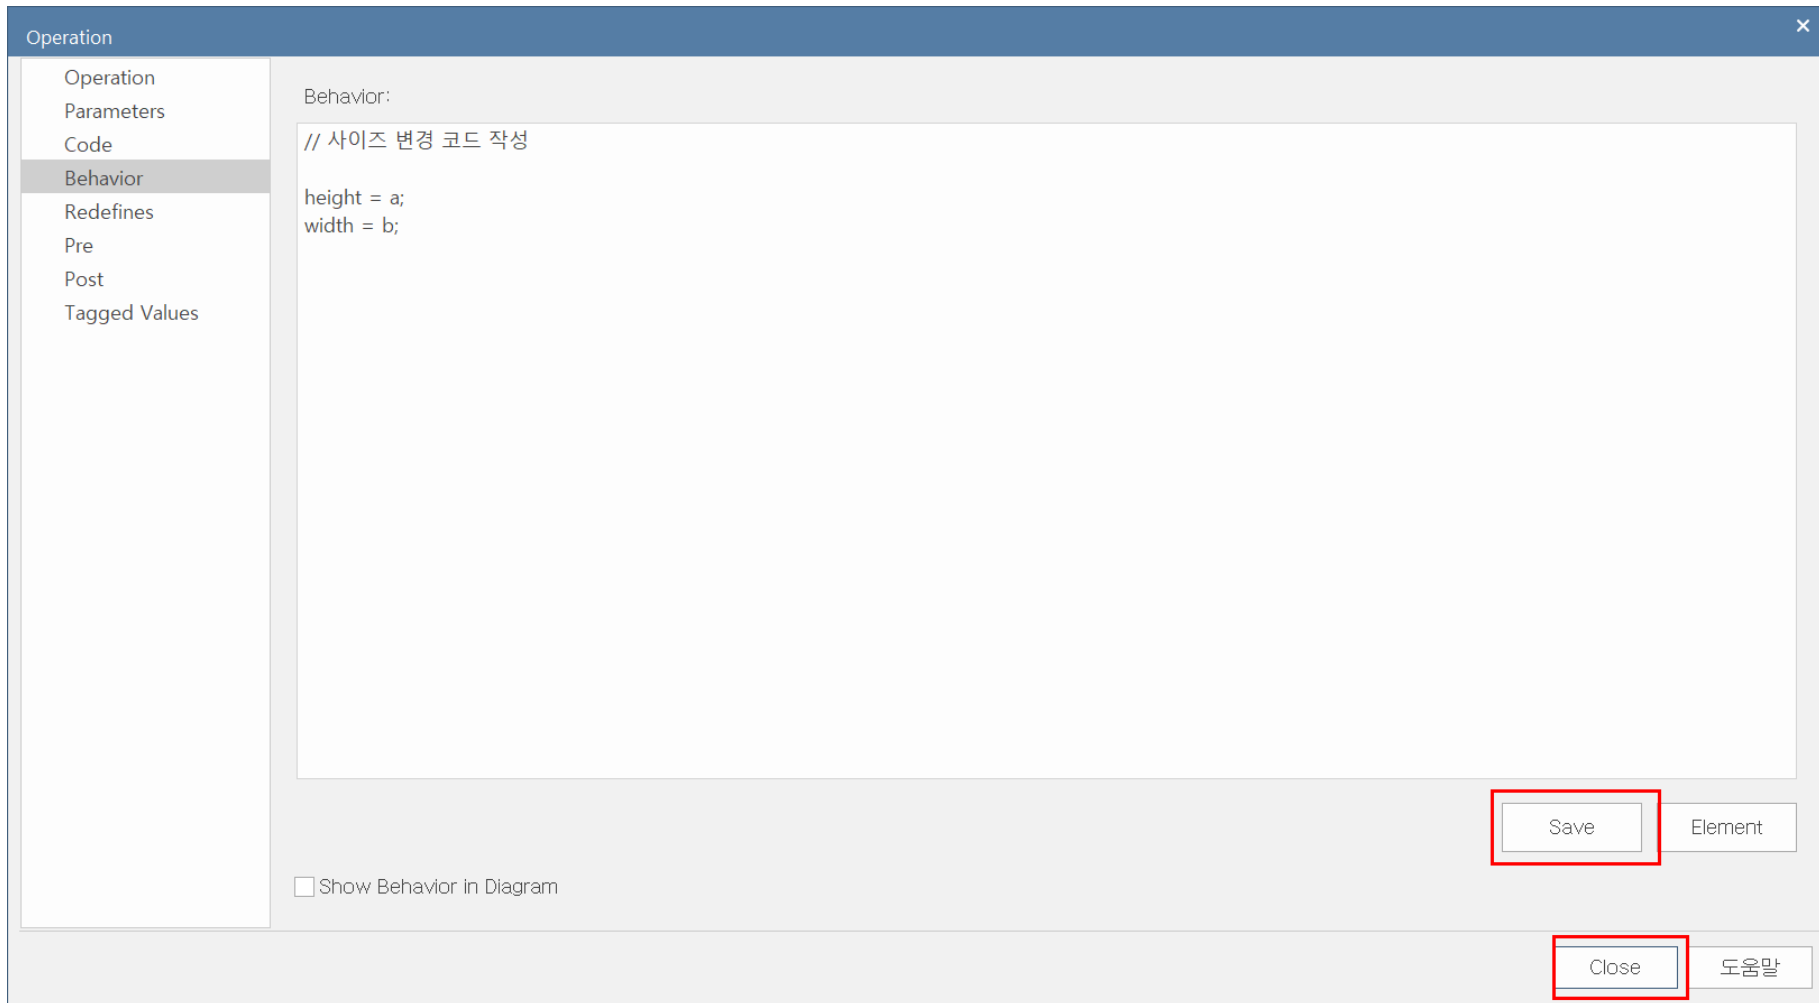 Operation
Operation
Parameters
Code
Behavior
Redefines
Pre
Post
Tagged Values
Behavior:
// 사이즈 변경 코드 작성
height = a;
width = b;
Save
Element
Show Behavior in Diagram
Close
도움말